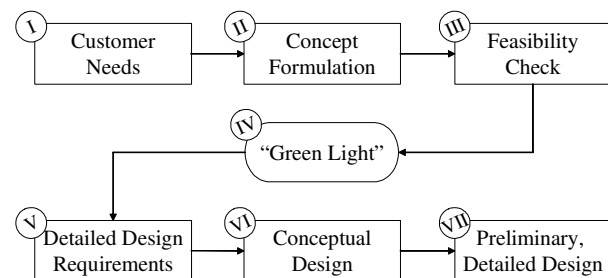 I
Customer
Needs
II
Concept
Formulation
III
Feasibility
Check
IV
“Green Light”
V
Detailed Design
Requirements
VI
Conceptual
Design
VII
Preliminary,
Detailed Design